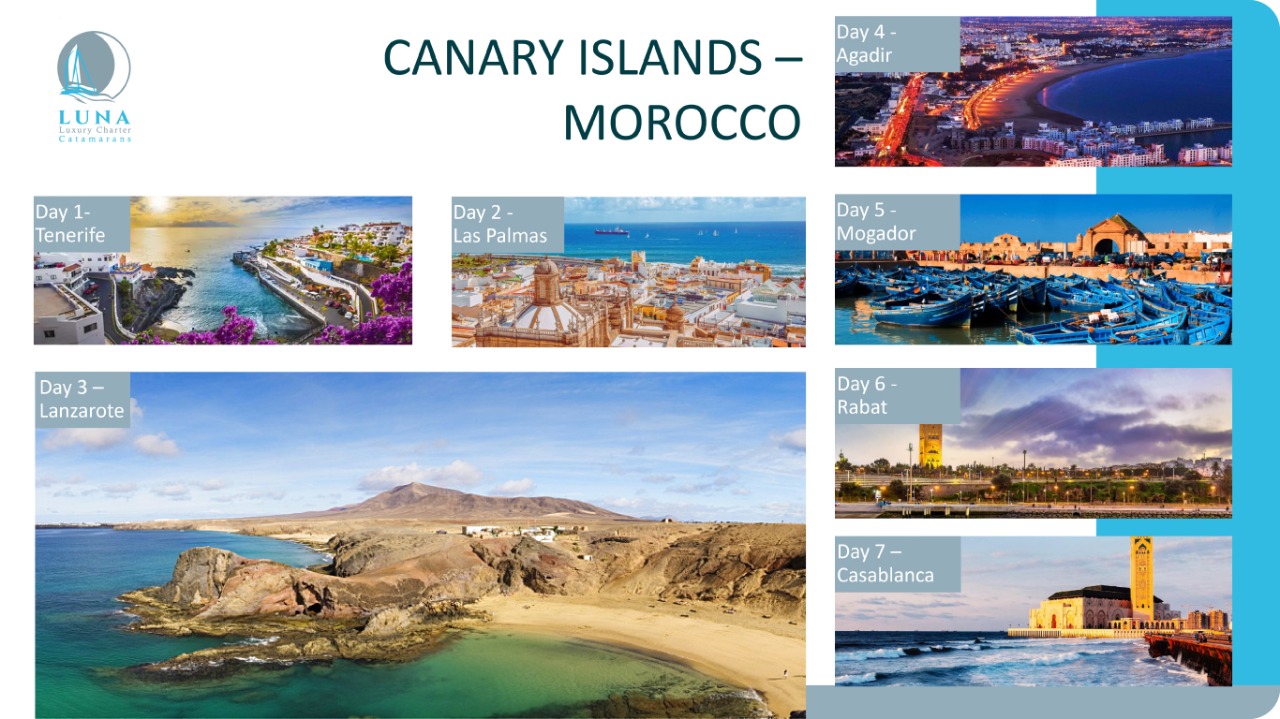 LUNA
Luxury Charter
Catamarans
CANARY ISLANDS –
MOROCCO
Day 1-
Tenerife
Day 2 -
Las Palmas
Day 3 –
Lanzarote
Day 4 -
Agadir
Day 5 -
Mogador
Day 6 -
Rabat
Day 7 –
Casablanca